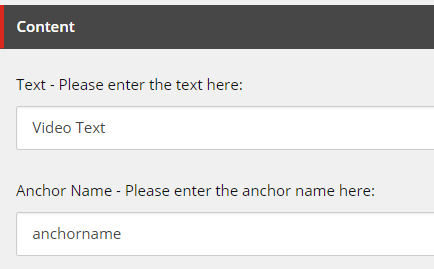 Content
Text - Please enter the text here:
Video Text
Anchor Name - Please enter the anchor name here:
anchorname